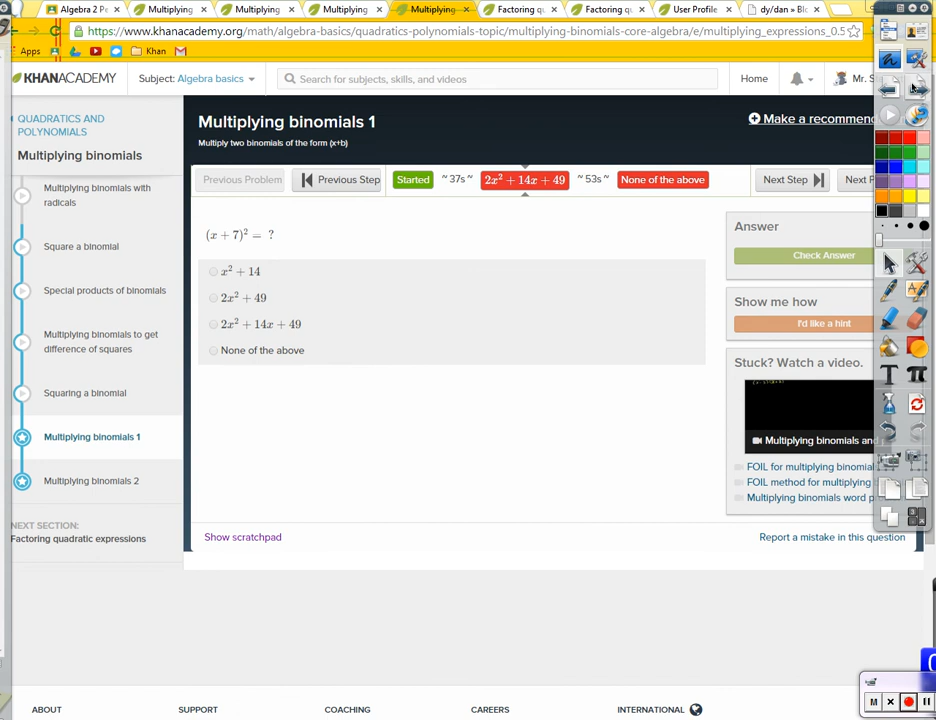 Algebra 2 Pe
Multiplying
Multiplying
Multiplying
Multiplying
Factoring qu
Factoring qu
User Profile
dy/dan » Blo
https://www.khanacademy.org/math/algebra-basics/quadratics-polynomials-topic/multiplying-binomials-core-algebra/e/multiplying_expressions_0.5
Apps
Khan
KHANACADEMY
Subject: Algebra basics
Search for subjects, skills, and videos
Home
Mr. S
QUADRATICS AND
POLYNOMIALS
Multiplying binomials
Multiplying binomials with
radicals
Square a binomial
Special products of binomials
Multiplying binomials to get
difference of squares
Squaring a binomial
Multiplying binomials 1
Multiplying binomials 2
NEXT SECTION:
Factoring quadratic expressions
Multiplying binomials 1
Make a recommen
Multiply two binomials of the form (x+b)
Previous Problem
Previous Step
Started
~ 37s
2x² + 14x + 49
~ 53s
None of the above
Next Step
Next P
(x + 7)² = ?
x² + 14
2x² + 49
2x² + 14x + 49
None of the above
Answer
Check Answer
Show me how
I'd like a hint
Stuck? Watch a video.
Multiplying binomials and
FOIL for multiplying binomial
FOIL method for multiplying
Multiplying binomials word p
Show scratchpad
Report a mistake in this question
ABOUT
SUPPORT
COACHING
CAREERS
INTERNATIONAL
M